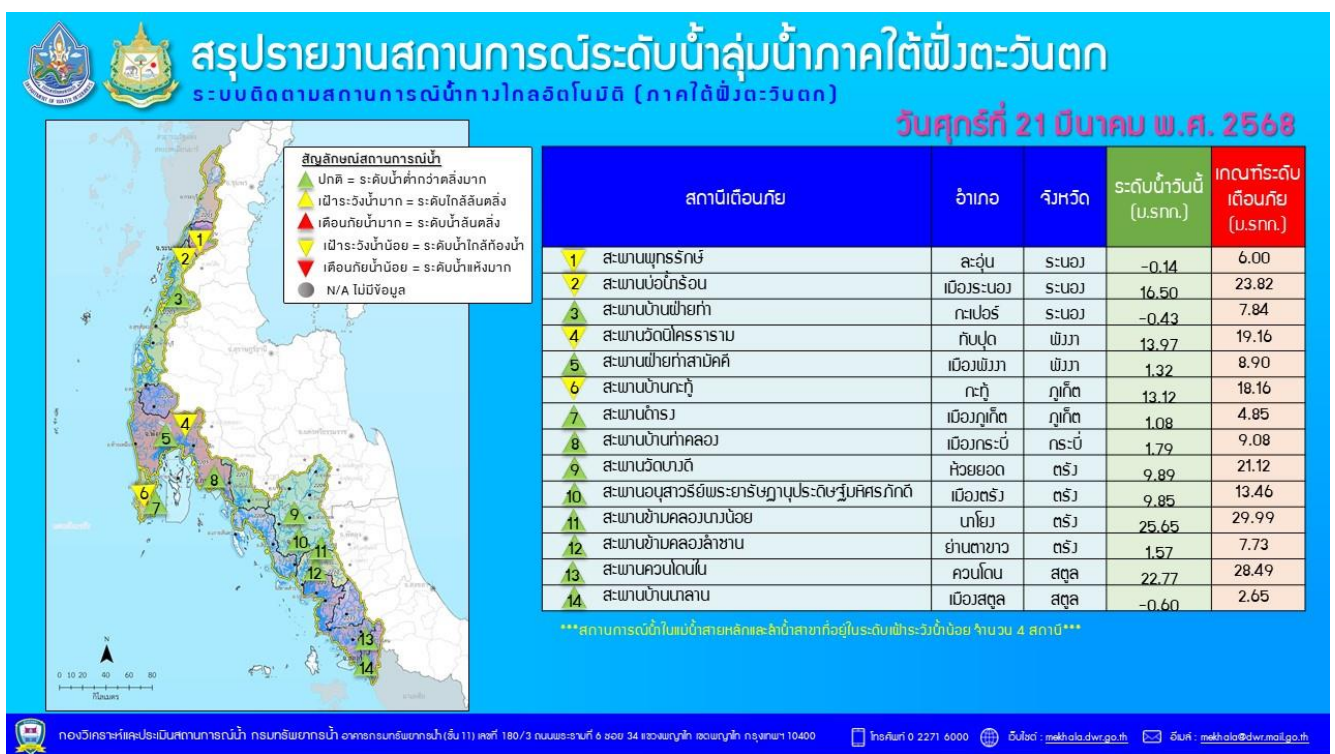 สรุปรายงานสถานการณ์ระดับน้ำลุ่มน้ำภาคใต้ฝั่งตะวันตก
ระบบติดตามสถานการณ์น้ำทางไกลอัตโนมัติ (ภาคใต้ฝั่งตะวันตก)
วันศุกร์ที่ 21 มีนาคม พ.ศ. 2568
สัญลักษณ์สถานการณ์น้ำ
ปกติ = ระดับน้ำต่ำกว่าตลิ่งมาก
เฝ้าระวังน้ำมาก = ระดับใกล้ล้นตลิ่ง
เตือนภัยน้ำมาก = ระดับน้ำล้นตลิ่ง
เฝ้าระวังน้ำน้อย = ระดับน้ำใกล้ท้องน้ำ
เตือนภัยน้ำน้อย = ระดับน้ำแห้งมาก
N/A ไม่มีข้อมูล
1
2
3
4
5
6
7
8
9
10
11
12
13
14
N
0 10 20 40 60 80
กิโลเมตร
สถานีเตือนภัย อำเภอ จังหวัด ระดับน้ำวันนี้ (ม.รทก.) เกณฑ์ระดับเตือนภัย (ม.รทก.)
1 สะพานพุทธรักษ์ ละอุ่น ระนอง -0.14 6.00
2 สะพานบ่อน้ำร้อน เมืองระนอง ระนอง 16.50 23.82
3 สะพานบ้านฝ่ายท่า กะเปอร์ ระนอง -0.43 7.84
4 สะพานวัดนิโครธาราม ทับปุด พังงา 13.97 19.16
5 สะพานฝ่ายท่าสามัคคี เมืองพังงา พังงา 1.32 8.90
6 สะพานบ้านกะทู้ กะทู้ ภูเก็ต 13.12 18.16
7 สะพานดำรง เมืองภูเก็ต ภูเก็ต 1.08 4.85
8 สะพานบ้านท่าคลอง เมืองกระบี่ กระบี่ 1.79 9.08
9 สะพานวัดบางดี ห้วยยอด ตรัง 9.89 21.12
10 สะพานอนุสาวรีย์พระยารัษฎานุประดิษฐ์มหิศรภักดี เมืองตรัง ตรัง 9.85 13.46
11 สะพานข้ามคลองนางน้อย นาโยง ตรัง 25.65 29.99
12 สะพานข้ามคลองลำซาน ย่านตาขาว ตรัง 1.57 7.73
13 สะพานควนโดนใน ควนโดน สตูล 22.77 28.49
14 สะพานบ้านนาลาน เมืองสตูล สตูล -0.60 2.65
***สถานการณ์น้ำในแม่น้ำสายหลักและลำน้ำสาขาที่อยู่ในระดับเฝ้าระวังน้ำน้อย จำนวน 4 สถานี***
กองวิเคราะห์และประเมินสถานการณ์น้ำ กรมทรัพยากรน้ำ อาคารกรมทรัพยากรน้ำ (ชั้น 11) เลขที่ 180/3 ถนนพระรามที่ 6 ซอย 34 แขวงพญาไท เขตพญาไท กรุงเทพฯ 10400 โทรศัพท์ 0 2271 6000 เว็บไซต์ : mekhala.dwr.go.th อีเมล์ : mekhala@dwr.mail.go.th